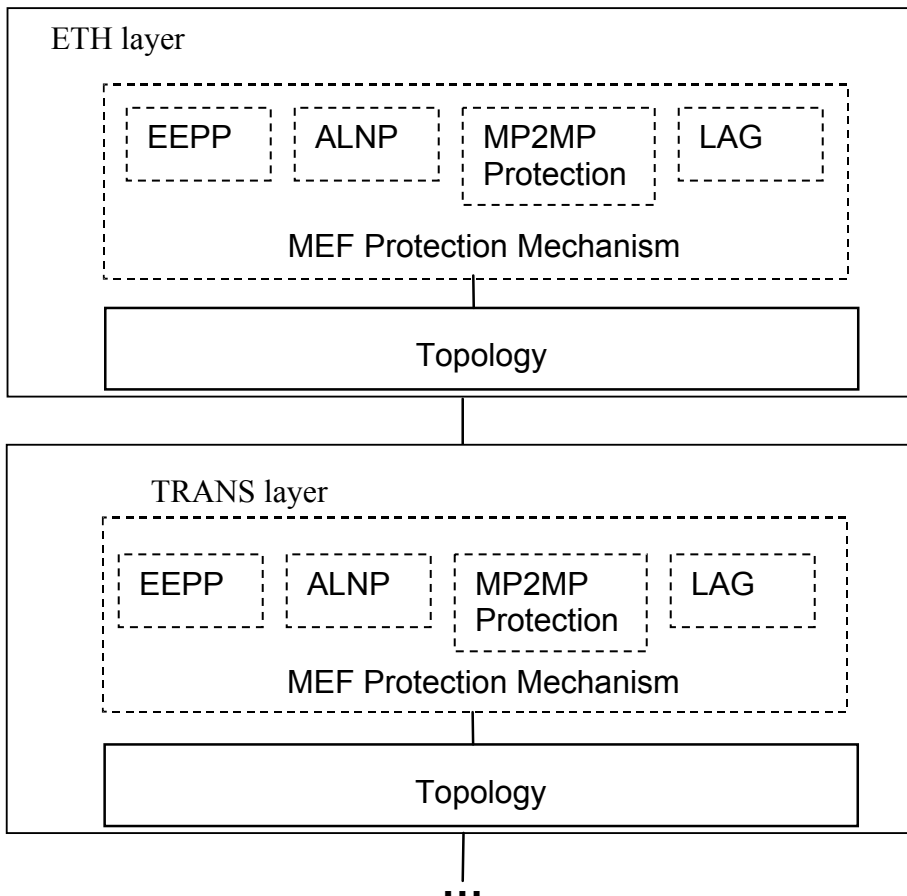 ETH layer
EEPP
ALNP
MP2MP
Protection
LAG
MEF Protection Mechanism
Topology
TRANS layer
EEPP
ALNP
MP2MP
Protection
LAG
MEF Protection Mechanism
Topology
...